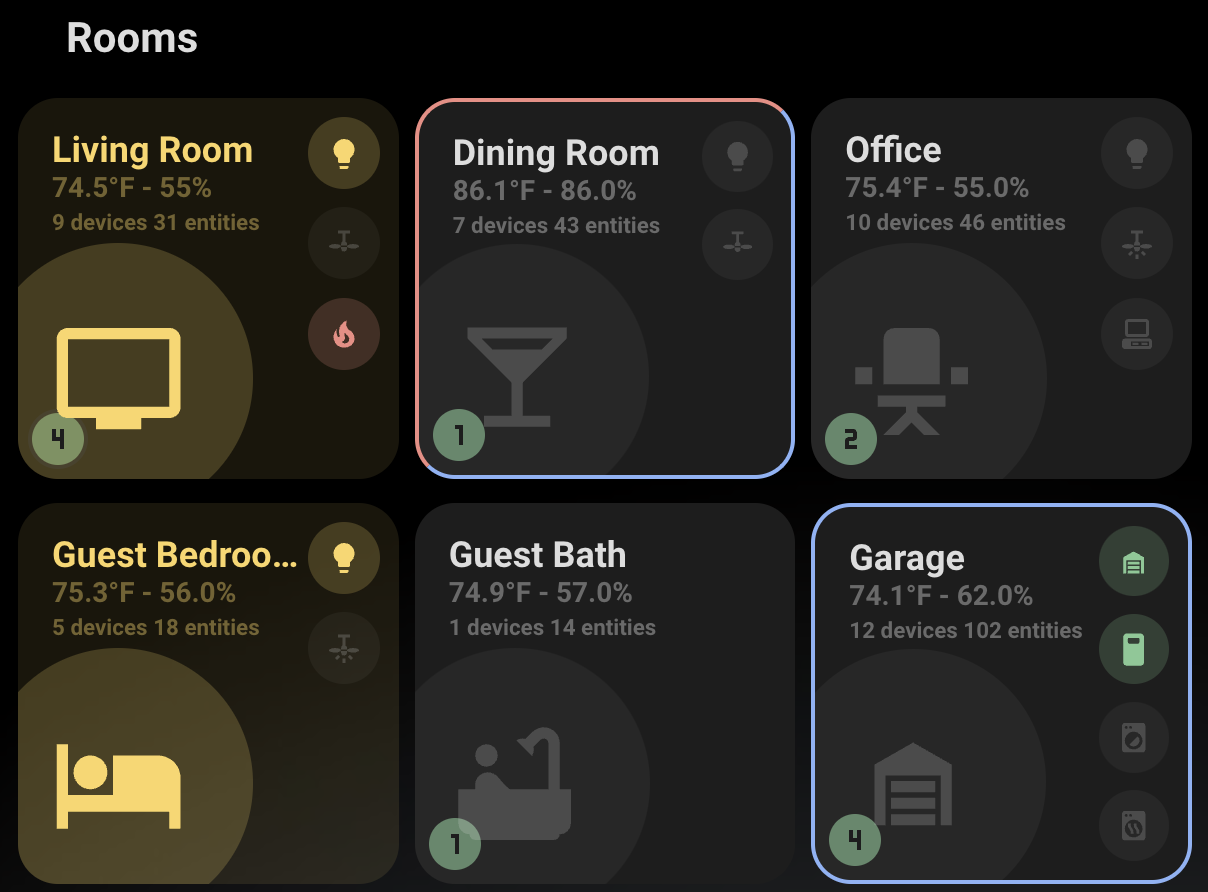 Rooms
Living Room
74.5°F - 55%
9 devices 31 entities
4
Dining Room
86.1°F - 86.0%
7 devices 43 entities
1
Office
75.4°F - 55.0%
10 devices 46 entities
2
Guest Bedroo...
75.3°F - 56.0%
5 devices 18 entities
Guest Bath
74.9°F - 57.0%
1 devices 14 entities
1
Garage
74.1°F - 62.0%
12 devices 102 entities
4